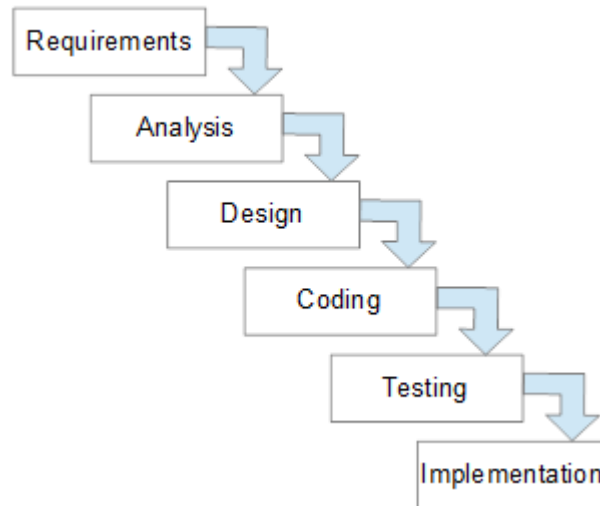 Requirements
Analysis
Design
Coding
Testing
Implementation